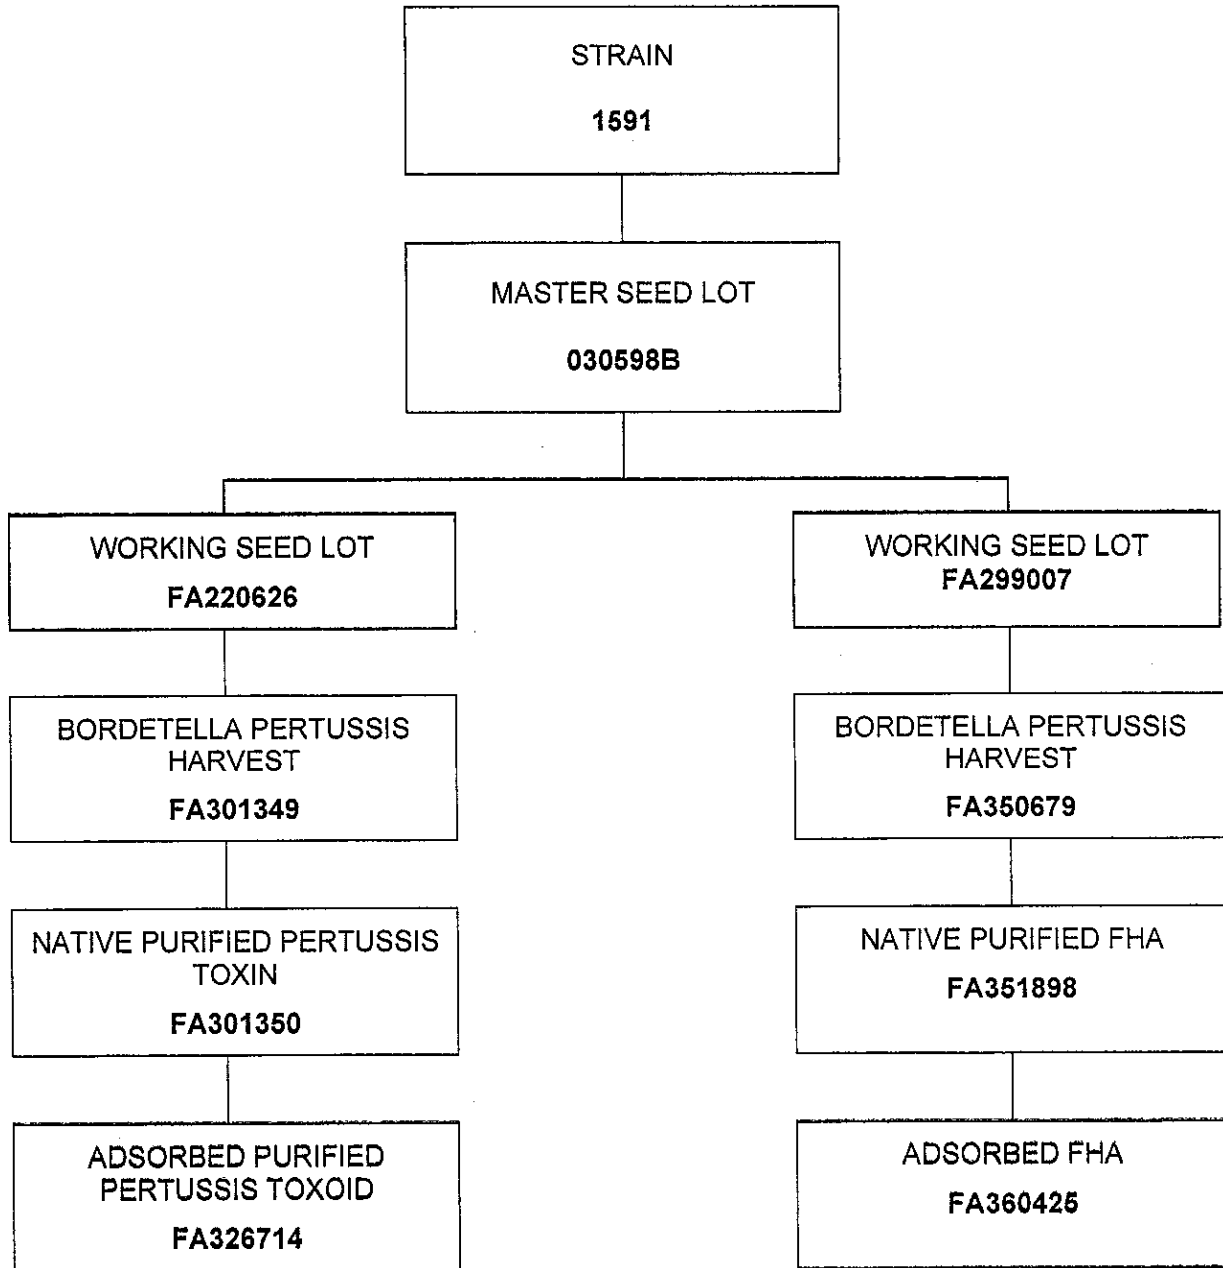 STRAIN
1591
MASTER SEED LOT
030598B
WORKING SEED LOT
FA220626
WORKING SEED LOT
FA299007
BORDETELLA PERTUSSIS
HARVEST
FA301349
BORDETELLA PERTUSSIS
HARVEST
FA350679
NATIVE PURIFIED PERTUSSIS
TOXIN
FA301350
NATIVE PURIFIED FHA
FA351898
ADSORBED PURIFIED
PERTUSSIS TOXOID
FA326714
ADSORBED FHA
FA360425